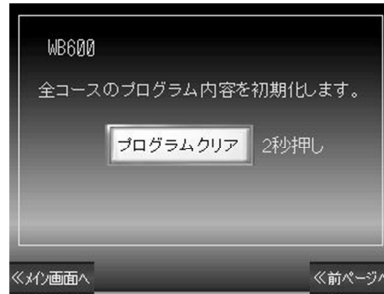 WB600
全コースのプログラム内容を初期化します。
プログラムクリア 2秒押し
≪メイン画面へ ≪前ページへ